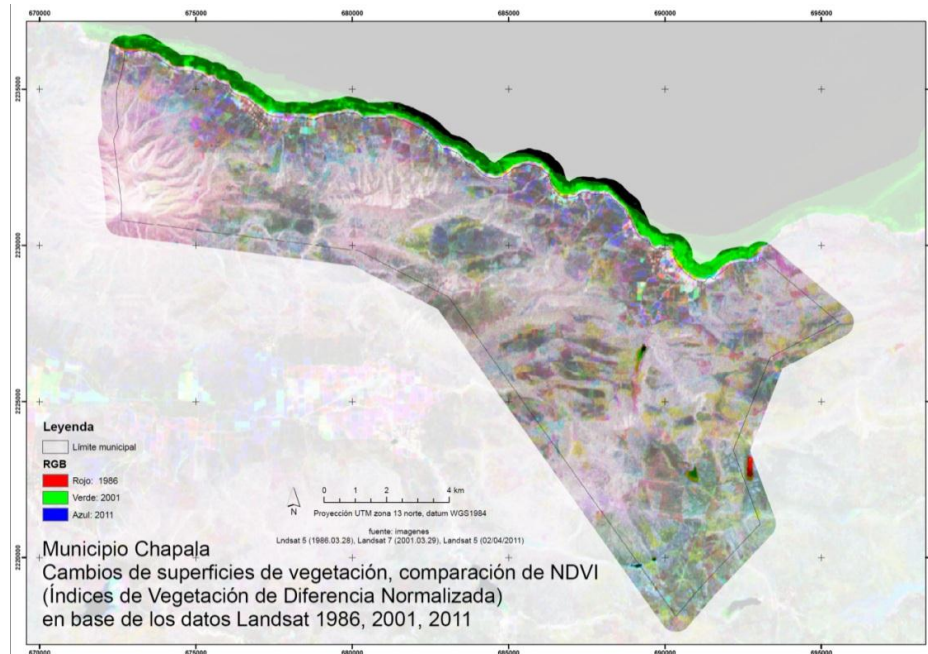 670000 675000 680000 685000 690000 695000
2235000
2230000
2225000
2220000
Leyenda
Límite municipal
RGB
Rojo: 1986
Verde: 2001
Azul: 2011
N
0 2 4 km
Proyección UTM zona 13 norte, datum WGS1984
fuente: imagenes
Lndsat 5 (1986.03.28), Landsat 7 (2001.03.29), Landsat 5 (02/04/2011)
Municipio Chapala
Cambios de superficies de vegetación, comparación de NDVI
(Índices de Vegetación de Diferencia Normalizada)
en base de los datos Landsat 1986, 2001, 2011
670000 675000 680000 685000 690000 695000